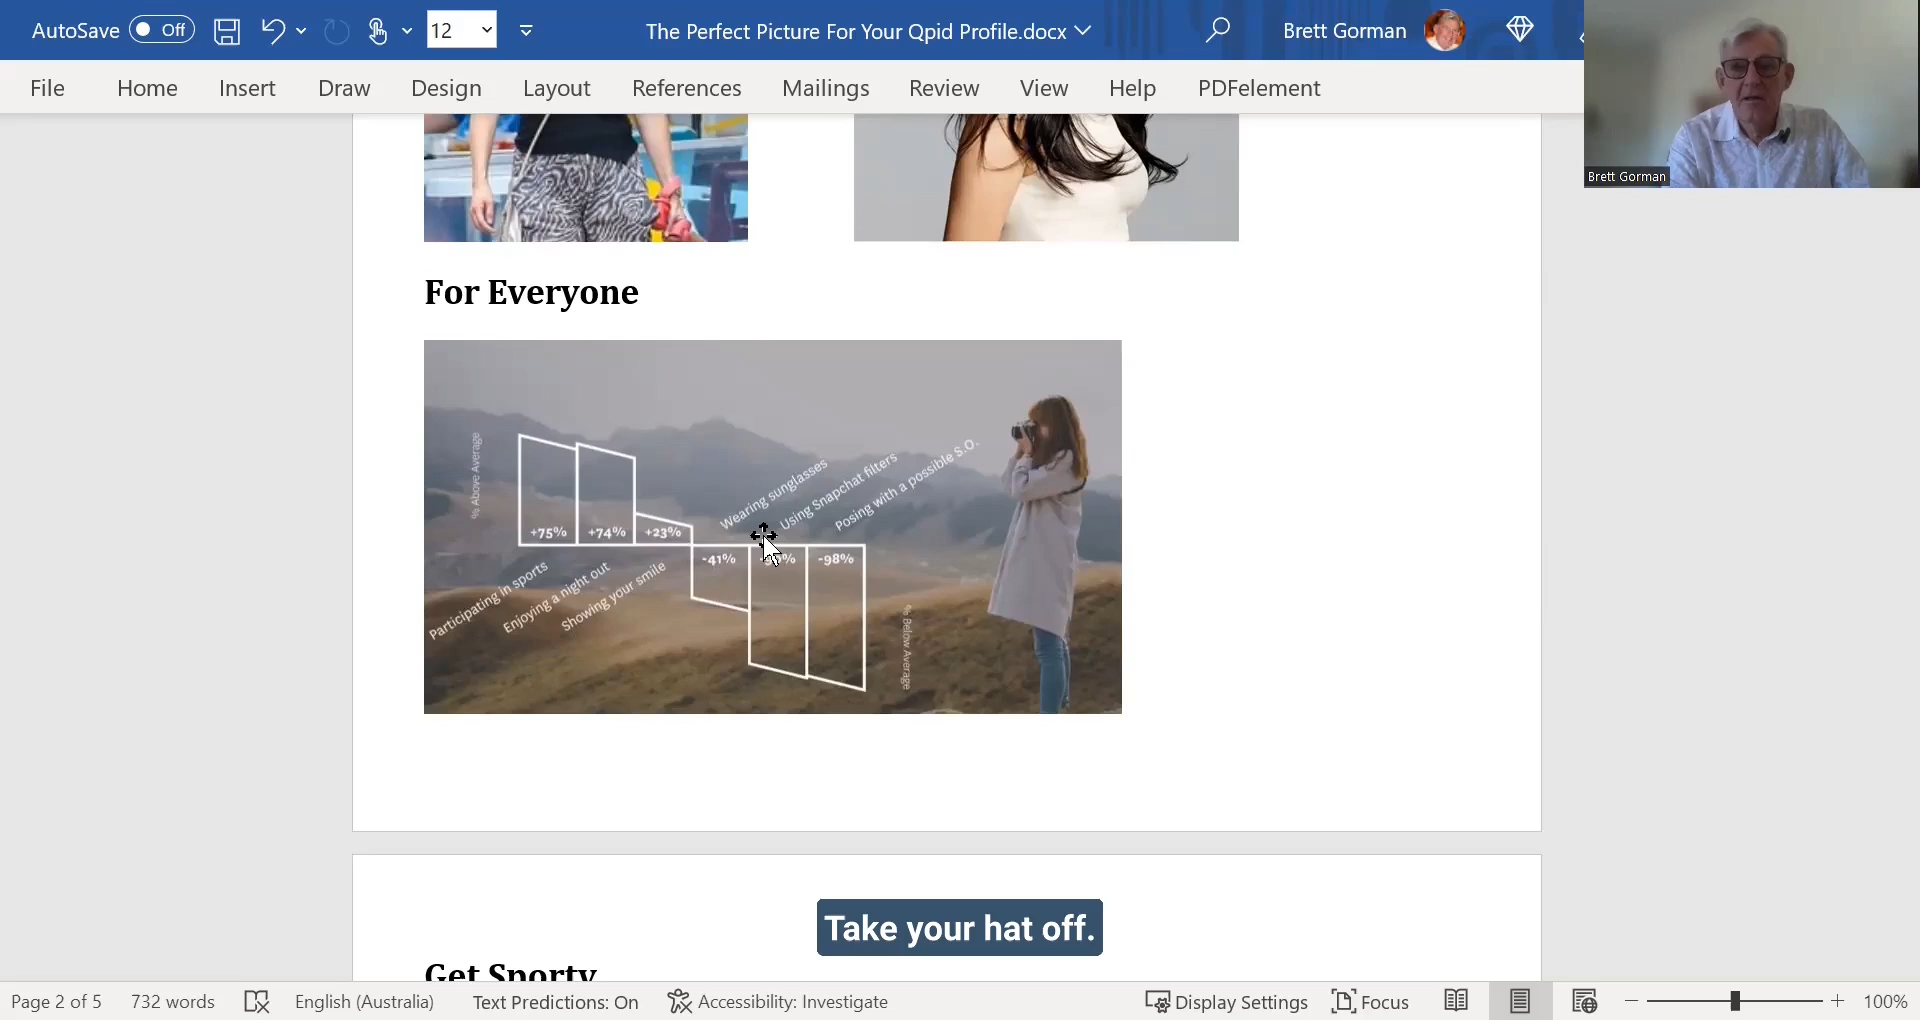 AutoSave Off 12 The Perfect Picture For Your Qpid Profile.docx Brett Gorman
File Home Insert Draw Design Layout References Mailings Review View Help PDFelement
Brett Gorman
For Everyone
% Above Average
Wearing sunglasses
Using Snapchat filters
Posing with a possible S.O.
+75% +74% +23%
-41% -98%
Participating in sports
Enjoying a night out
Showing your smile
% Below Average
Take your hat off.
Get Sporty
Page 2 of 5 732 words English (Australia) Text Predictions: On Accessibility: Investigate Display Settings Focus 100%